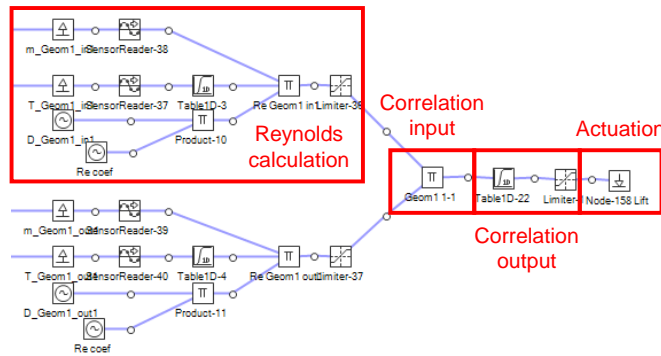 m_Geom1_in SensorReader-38
T_Geom1_in SensorReader-37 Table1D-3 Re Geom1 in1 Limiter-36
D_Geom1_in1 Product-10
Re coef
Reynolds
calculation
Correlation
input
Actuation
Geom1 1-1 Table1D-22 Limiter- Node-158 Lift
Correlation
output
m_Geom1_out SensorReader-39
T_Geom1_out SensorReader-40 Table1D-4 Re Geom1 out Limiter-37
D_Geom1_out1 Product-11
Re coef